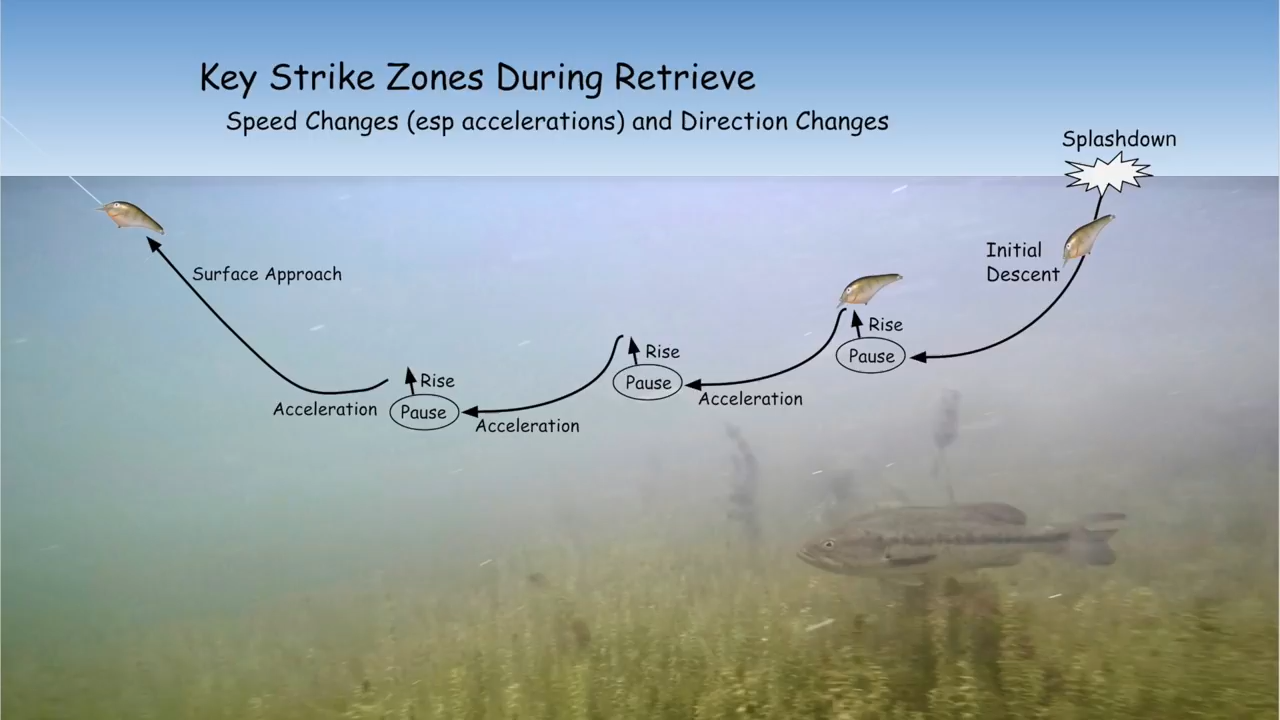 Key Strike Zones During Retrieve
Speed Changes (esp accelerations) and Direction Changes
Splashdown
Initial
Descent
Surface Approach
Rise
Pause
Rise
Pause
Acceleration
Rise
Pause
Acceleration
Acceleration